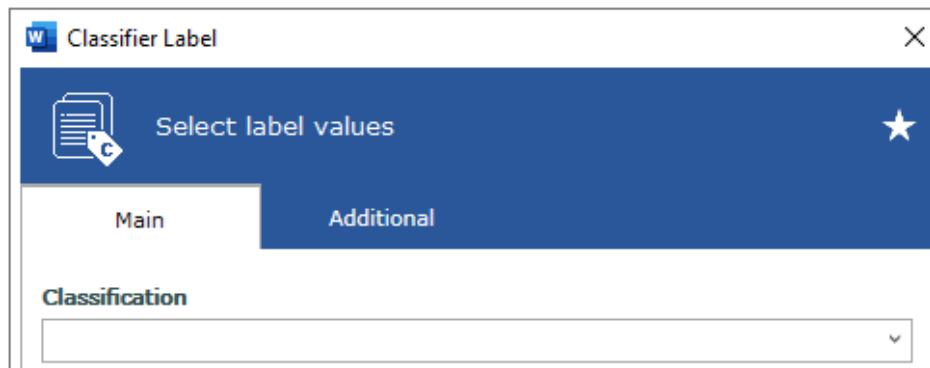 W Classifier Label
Select label values
C
Main Additional
Classification